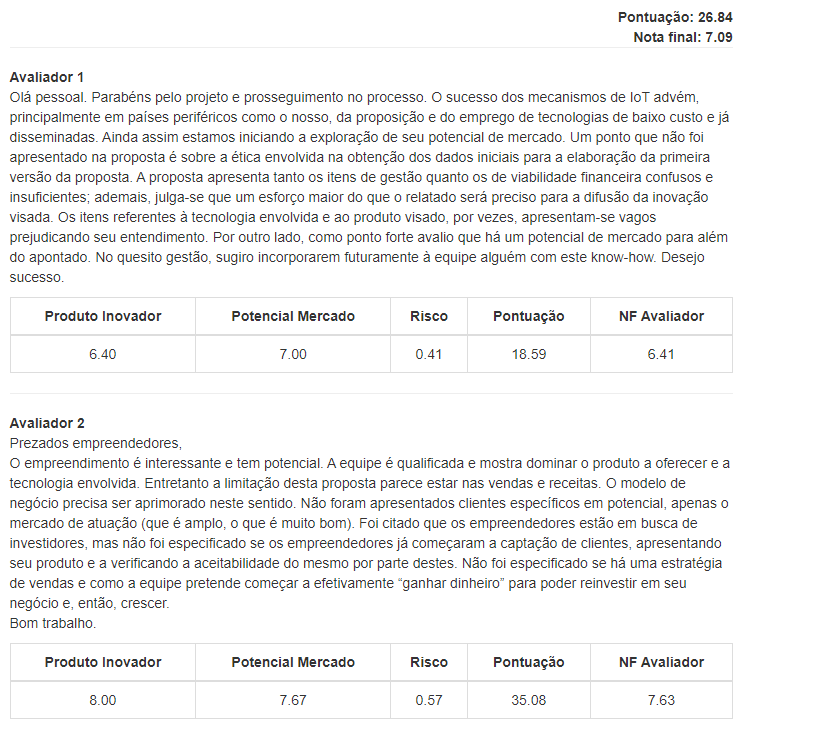 Pontuação: 26.84
Nota final: 7.09
Avaliador 1
Olá pessoal. Parabéns pelo projeto e prosseguimento no processo. O sucesso dos mecanismos de IoT advém,
principalmente em países periféricos como o nosso, da proposição e do emprego de tecnologias de baixo custo e já
disseminadas. Ainda assim estamos iniciando a exploração de seu potencial de mercado. Um ponto que não foi
apresentado na proposta é sobre a ética envolvida na obtenção dos dados iniciais para a elaboração da primeira
versão da proposta. A proposta apresenta tanto os itens de gestão quanto os de viabilidade financeira confusos e
insuficientes; ademais, julga-se que um esforço maior do que o relatado será preciso para a difusão da inovação
visada. Os itens referentes à tecnologia envolvida e ao produto visado, por vezes, apresentam-se vagos
prejudicando seu entendimento. Por outro lado, como ponto forte avalio que há um potencial de mercado para além
do apontado. No quesito gestão, sugiro incorporarem futuramente à equipe alguém com este know-how. Desejo
sucesso.
Produto Inovador Potencial Mercado Risco Pontuação NF Avaliador
6.40 7.00 0.41 18.59 6.41
Avaliador 2
Prezados empreendedores,
O empreendimento é interessante e tem potencial. A equipe é qualificada e mostra dominar o produto a oferecer e a
tecnologia envolvida. Entretanto a limitação desta proposta parece estar nas vendas e receitas. O modelo de
negócio precisa ser aprimorado neste sentido. Não foram apresentados clientes específicos em potencial, apenas o
mercado de atuação (que é amplo, o que é muito bom). Foi citado que os empreendedores estão em busca de
investidores, mas não foi especificado se os empreendedores já começaram a captação de clientes, apresentando
seu produto e a verificando a aceitabilidade do mesmo por parte destes. Não foi especificado se há uma estratégia
de vendas e como a equipe pretende começar a efetivamente “ganhar dinheiro” para poder reinvestir em seu
negócio e, então, crescer.
Bom trabalho.
Produto Inovador Potencial Mercado Risco Pontuação NF Avaliador
8.00 7.67 0.57 35.08 7.63